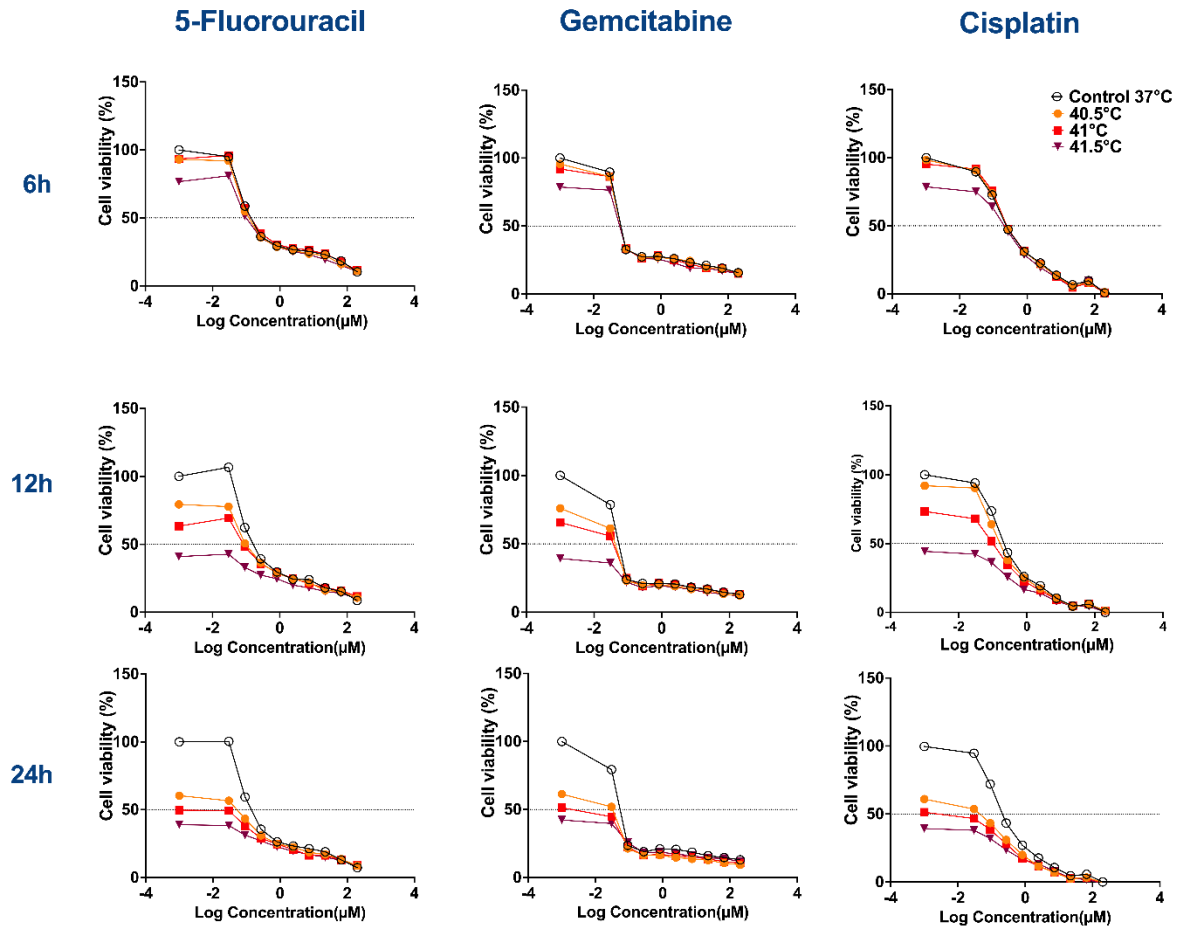 5-Fluorouracil
Gemcitabine
Cisplatin
6h
Cell viability (%)
150
100
50
0
-4
-2
0
2
4
Log Concentration(µM)
Cell viability (%)
150
100
50
0
-4
-2
0
2
4
Log Concentration(µM)
Cell viability (%)
150
100
50
0
-4
-2
0
2
4
Log concentration(µM)
Control 37°C
40.5°C
41°C
41.5°C
12h
Cell viability (%)
150
100
50
0
-4
-2
0
2
4
Log Concentration(µM)
Cell viability (%)
150
100
50
0
-4
-2
0
2
4
Log Concentration(µM)
Cell viability (%)
150
100
50
0
-4
-2
0
2
4
Log Concentration(µM)
24h
Cell viability (%)
150
100
50
0
-4
-2
0
2
4
Log Concentration(µM)
Cell viability (%)
150
100
50
0
-4
-2
0
2
4
Log Concentration(µM)
Cell viability (%)
150
100
50
0
-4
-2
0
2
4
Log Concentration(µM)